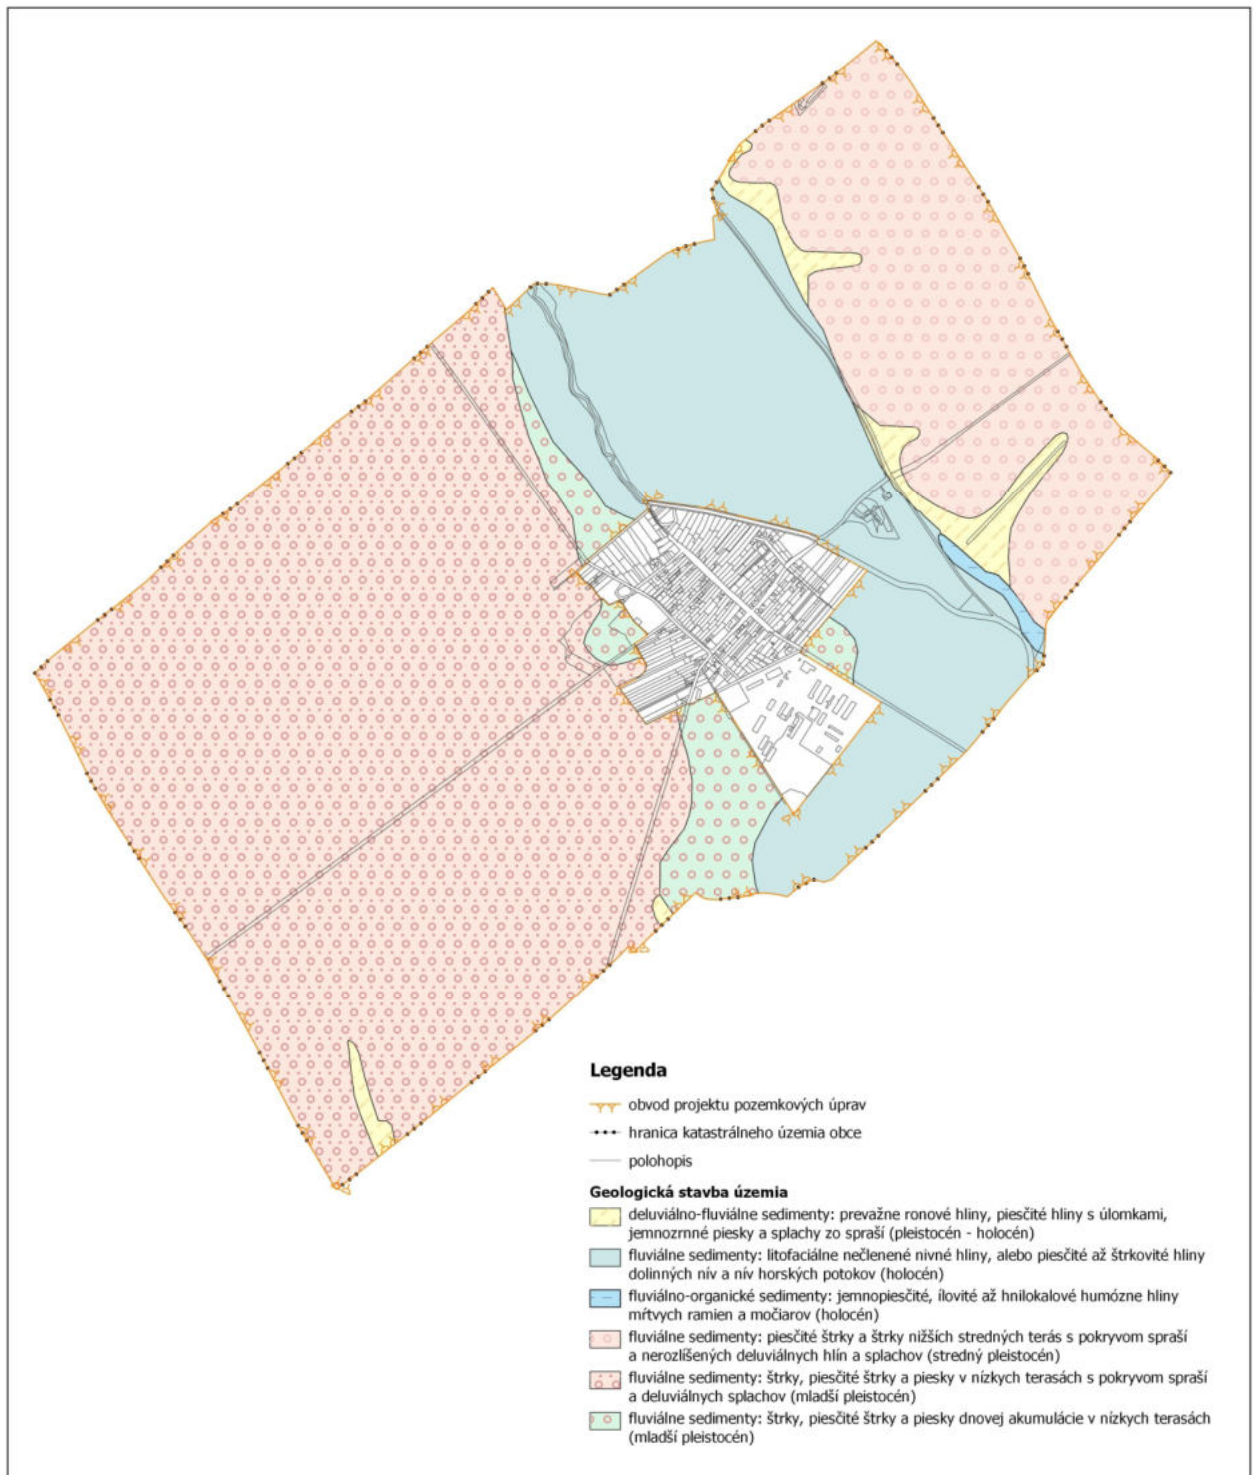 Legenda
obvod projektu pozemkových úprav
hranica katastrálneho územia obce
polohopis
Geologická stavba územia
deluviálno-fluviálne sedimenty: prevažne ronové hliny, piesčité hliny s úlomkami,
jemnozrnné piesky a splachy zo spraší (pleistocén - holocén)
fluviálne sedimenty: litofaciálne nečlenené nivné hliny, alebo piesčité až štrkovité hliny
dolinných nív a nív horských potokov (holocén)
fluviálno-organické sedimenty: jemnopiesčité, ílovité až hnilokalové humózne hliny
mŕtvych ramien a močiarov (holocén)
fluviálne sedimenty: piesčité štrky a štrky nižších stredných terás s pokryvom spraší
a nerozlíšených deluviálnych hlín a splachov (stredný pleistocén)
fluviálne sedimenty: štrky, piesčité štrky a piesky v nízkych terasách s pokryvom spraší
a deluviálnych splachov (mladší pleistocén)
fluviálne sedimenty: štrky, piesčité štrky a piesky dnovej akumulácie v nízkych terasách
(mladší pleistocén)